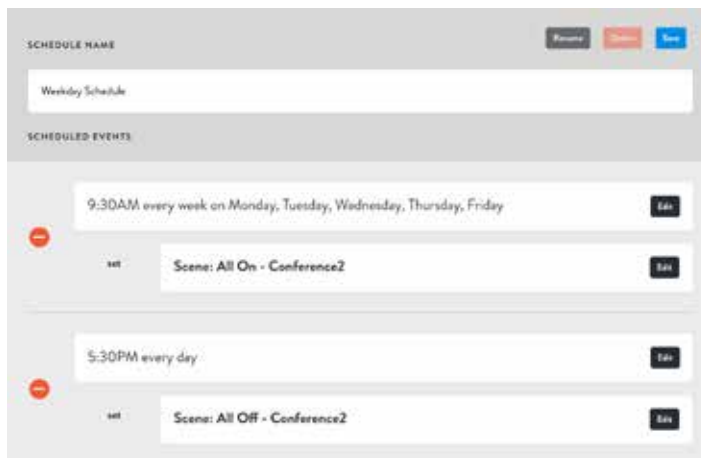 SCHEDULE NAME
Rename Delete Save
Weekday Schedule
SCHEDULED EVENTS
9:30AM every week on Monday, Tuesday, Wednesday, Thursday, Friday
Edit
set
Scene: All On - Conference2
Edit
5:30PM every day
Edit
set
Scene: All Off - Conference2
Edit